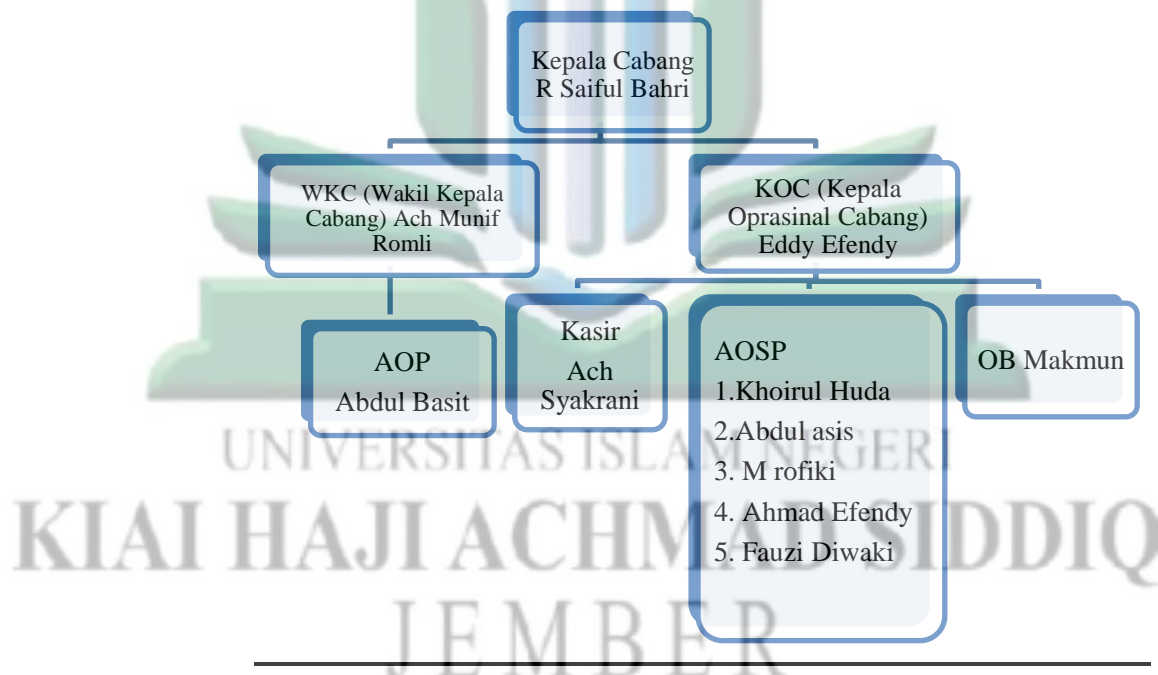 Kepala Cabang
R Saiful Bahri
WKC (Wakil Kepala
Cabang) Ach Munif
Romli
KOC (Kepala
Oprasinal Cabang)
Eddy Efendy
AOP
Abdul Basit
Kasir
Ach
Syakrani
AOSP
1.Khoirul Huda
2.Abdul asis
3. M rofiki
4. Ahmad Efendy
5. Fauzi Diwaki
OB Makmun
UNIVERSITAS ISLAM NEGERI
KIAI HAJI ACHMAD SIDDIQ
JEMBER